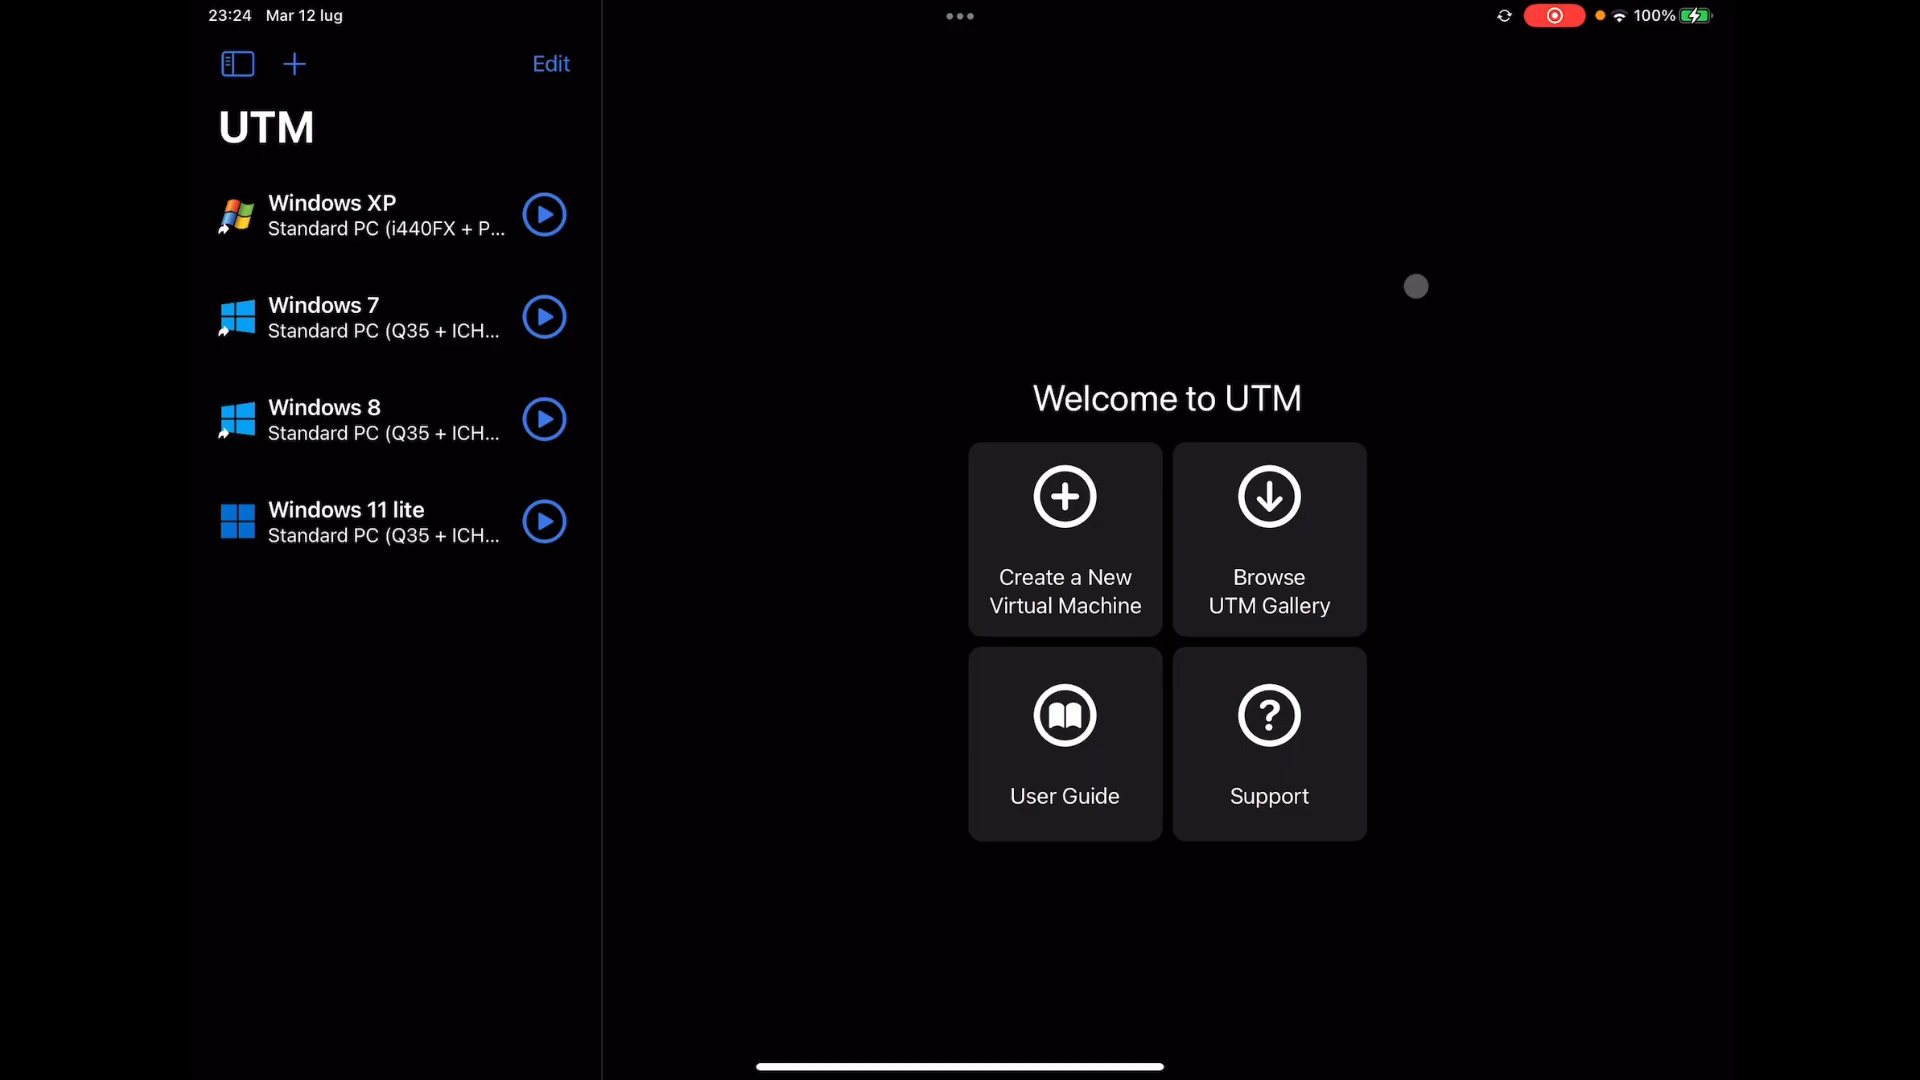 23:24 Mar 12 lug
100%
Edit
UTM
Windows XP
Standard PC (i440FX + P...
Windows 7
Standard PC (Q35 + ICH...
Windows 8
Standard PC (Q35 + ICH...
Windows 11 lite
Standard PC (Q35 + ICH...
Welcome to UTM
Create a New
Virtual Machine
Browse
UTM Gallery
User Guide
Support